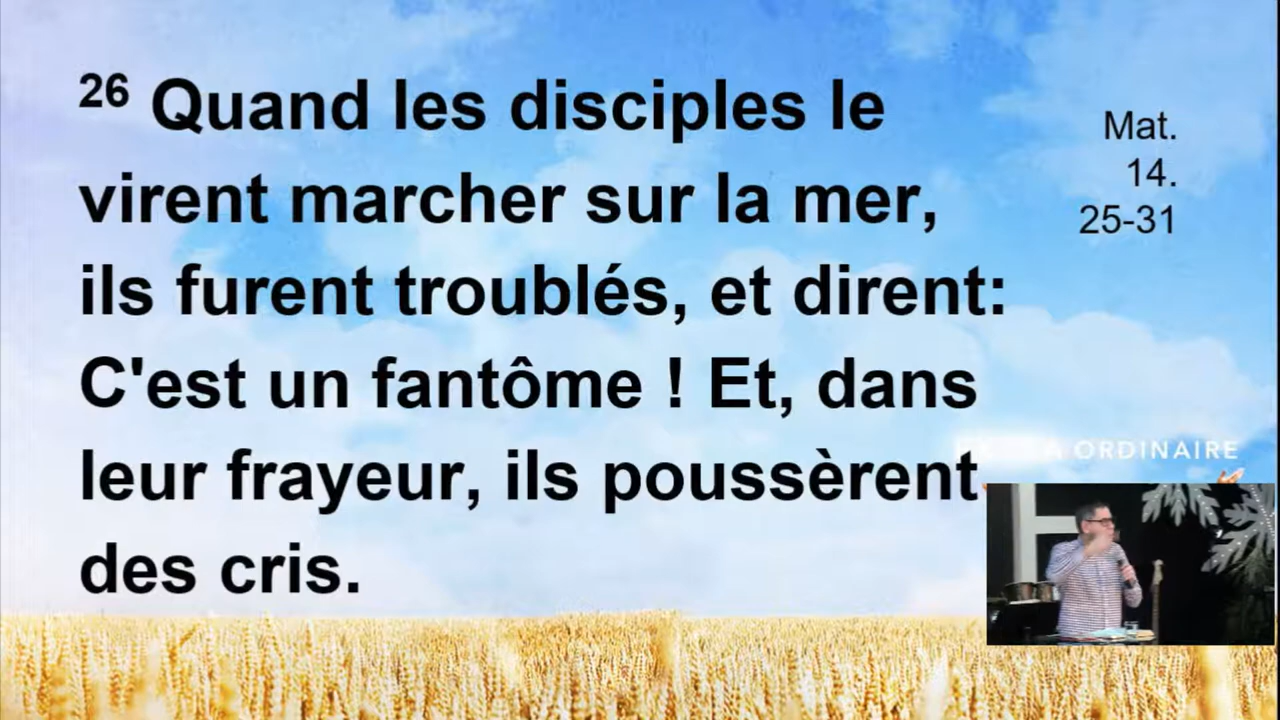 26 Quand les disciples le
virent marcher sur la mer,
ils furent troublés, et dirent:
C'est un fantôme ! Et, dans
leur frayeur, ils poussèrent
des cris.
Mat.
14.
25-31
ORDINAIRE